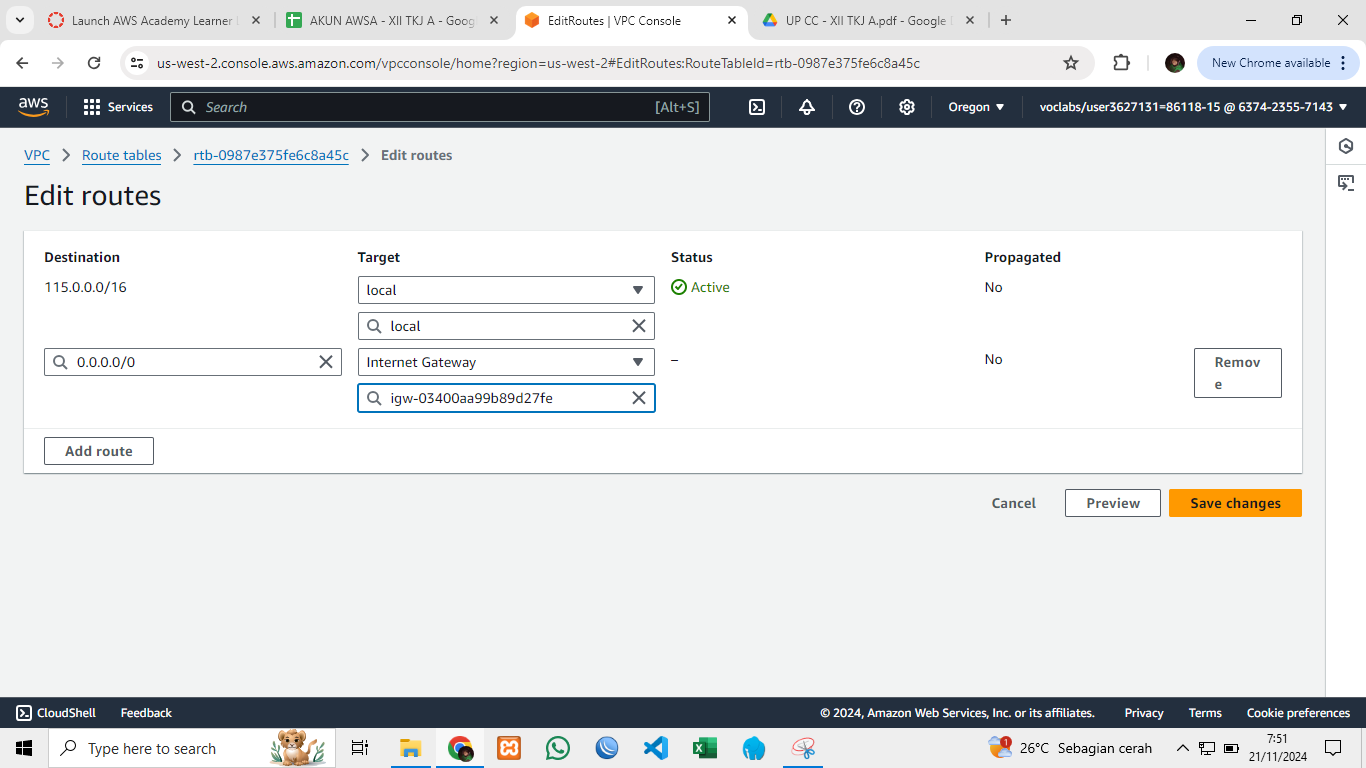 Launch AWS Academy Learner L
AKUN AWSA - XII TKJ A - Goog
EditRoutes | VPC Console
UP CC - XII TKJ A.pdf - Google D
us-west-2.console.aws.amazon.com/vpcconsole/home?region=us-west-2#EditRoutes:RouteTableId=rtb-0987e375fe6c8a45c
New Chrome available
aws
Services
Search
[Alt+S]
Oregon
voclabs/user3627131=86118-15 @ 6374-2355-7143
VPC
Route tables
rtb-0987e375fe6c8a45c
Edit routes
Edit routes
Destination
Target
Status
Propagated
115.0.0.0/16
local
Active
No
local
0.0.0.0/0
Internet Gateway
–
No
Remov
e
igw-03400aa99b89d27fe
Add route
Cancel
Preview
Save changes
CloudShell
Feedback
© 2024, Amazon Web Services, Inc. or its affiliates.
Privacy
Terms
Cookie preferences
Type here to search
1
26°C Sebagian cerah
7:51
21/11/2024